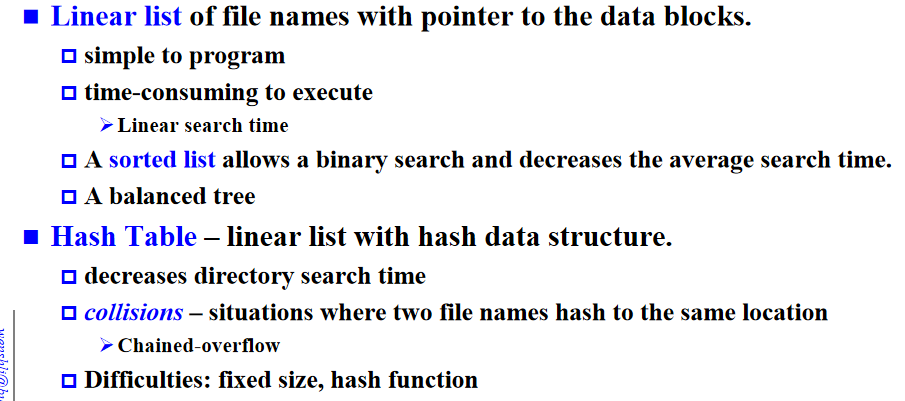 Linear list of file names with pointer to the data blocks.
simple to program
time-consuming to execute
Linear search time
A sorted list allows a binary search and decreases the average search time.
A balanced tree
Hash Table – linear list with hash data structure.
decreases directory search time
collisions – situations where two file names hash to the same location
Chained-overflow
Difficulties: fixed size, hash function